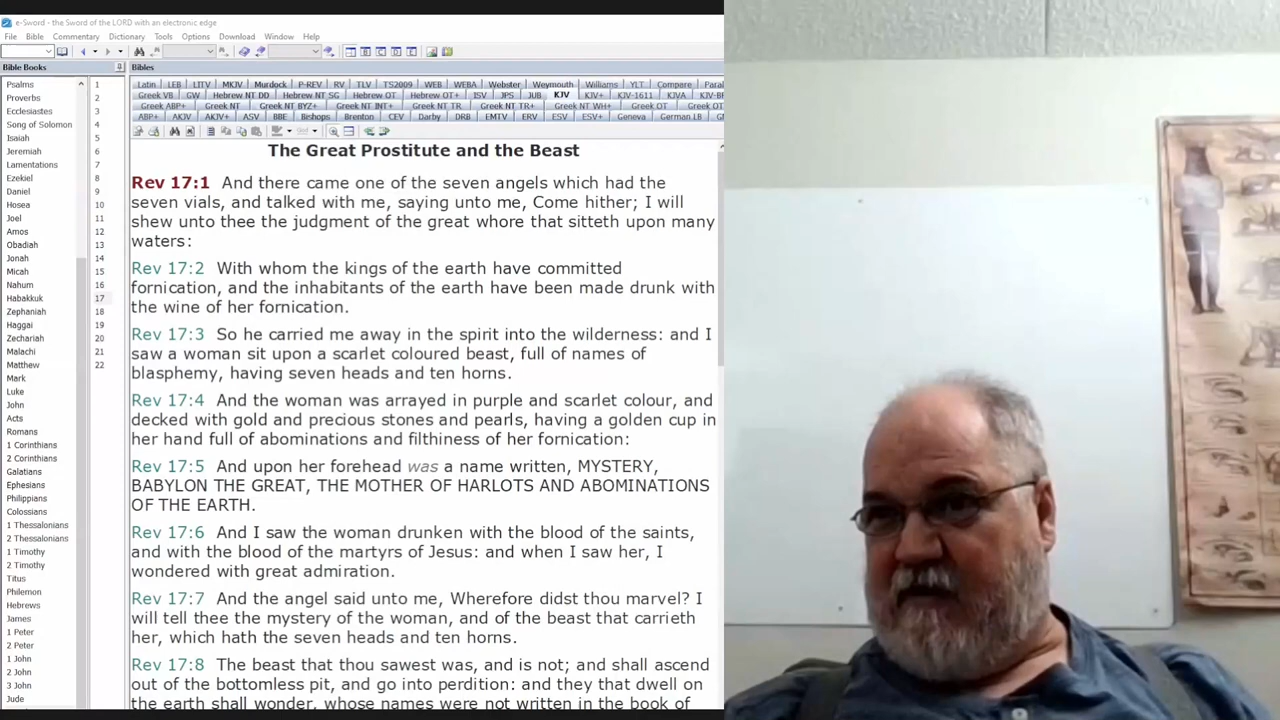 e-Sword - the Sword of the LORD with an electronic edge
File Bible Commentary Dictionary Tools Options Download Window Help
Bible Books
Psalms 1
Proverbs 2
Ecclesiastes 3
Song of Solomon 4
Isaiah 5
Jeremiah 6
Lamentations 7
Ezekiel 8
Daniel 9
Hosea 10
Joel 11
Amos 12
Obadiah 13
Jonah 14
Micah 15
Nahum 16
Habakkuk 17
Zephaniah 18
Haggai 19
Zechariah 20
Malachi 21
Matthew 22
Mark
Luke
John
Acts
Romans
1 Corinthians
2 Corinthians
Galatians
Ephesians
Philippians
Colossians
1 Thessalonians
2 Thessalonians
1 Timothy
2 Timothy
Titus
Philemon
Hebrews
James
1 Peter
2 Peter
1 John
2 John
3 John
Jude
Bibles
Latin LEB LITV MKJV Murdock P-REV RV TLV TS2009 WEB WEBA Webster Weymouth Williams YLT Compare Paral
Greek VB GW Hebrew NT DD Hebrew NT SG Hebrew OT Hebrew OT+ ISV JPS JUB KJV KJV+ KJV-1611 KJVA KJV-BR
Greek ABP+ Greek NT Greek NT BYZ+ Greek NT INT+ Greek NT TR Greek NT TR+ Greek NT WH+ Greek OT Greek OT
ABP+ AKJV AKJV+ ASV BBE Bishops Brenton CEV Darby DRB EMTV ERV ESV ESV+ Geneva German LB G
The Great Prostitute and the Beast
Rev 17:1 And there came one of the seven angels which had the
seven vials, and talked with me, saying unto me, Come hither; I will
shew unto thee the judgment of the great whore that sitteth upon many
waters:
Rev 17:2 With whom the kings of the earth have committed
fornication, and the inhabitants of the earth have been made drunk with
the wine of her fornication.
Rev 17:3 So he carried me away in the spirit into the wilderness: and I
saw a woman sit upon a scarlet coloured beast, full of names of
blasphemy, having seven heads and ten horns.
Rev 17:4 And the woman was arrayed in purple and scarlet colour, and
decked with gold and precious stones and pearls, having a golden cup in
her hand full of abominations and filthiness of her fornication:
Rev 17:5 And upon her forehead was a name written, MYSTERY,
BABYLON THE GREAT, THE MOTHER OF HARLOTS AND ABOMINATIONS
OF THE EARTH.
Rev 17:6 And I saw the woman drunken with the blood of the saints,
and with the blood of the martyrs of Jesus: and when I saw her, I
wondered with great admiration.
Rev 17:7 And the angel said unto me, Wherefore didst thou marvel? I
will tell thee the mystery of the woman, and of the beast that carrieth
her, which hath the seven heads and ten horns.
Rev 17:8 The beast that thou sawest was, and is not; and shall ascend
out of the bottomless pit, and go into perdition: and they that dwell on
the earth shall wonder, whose names were not written in the book of